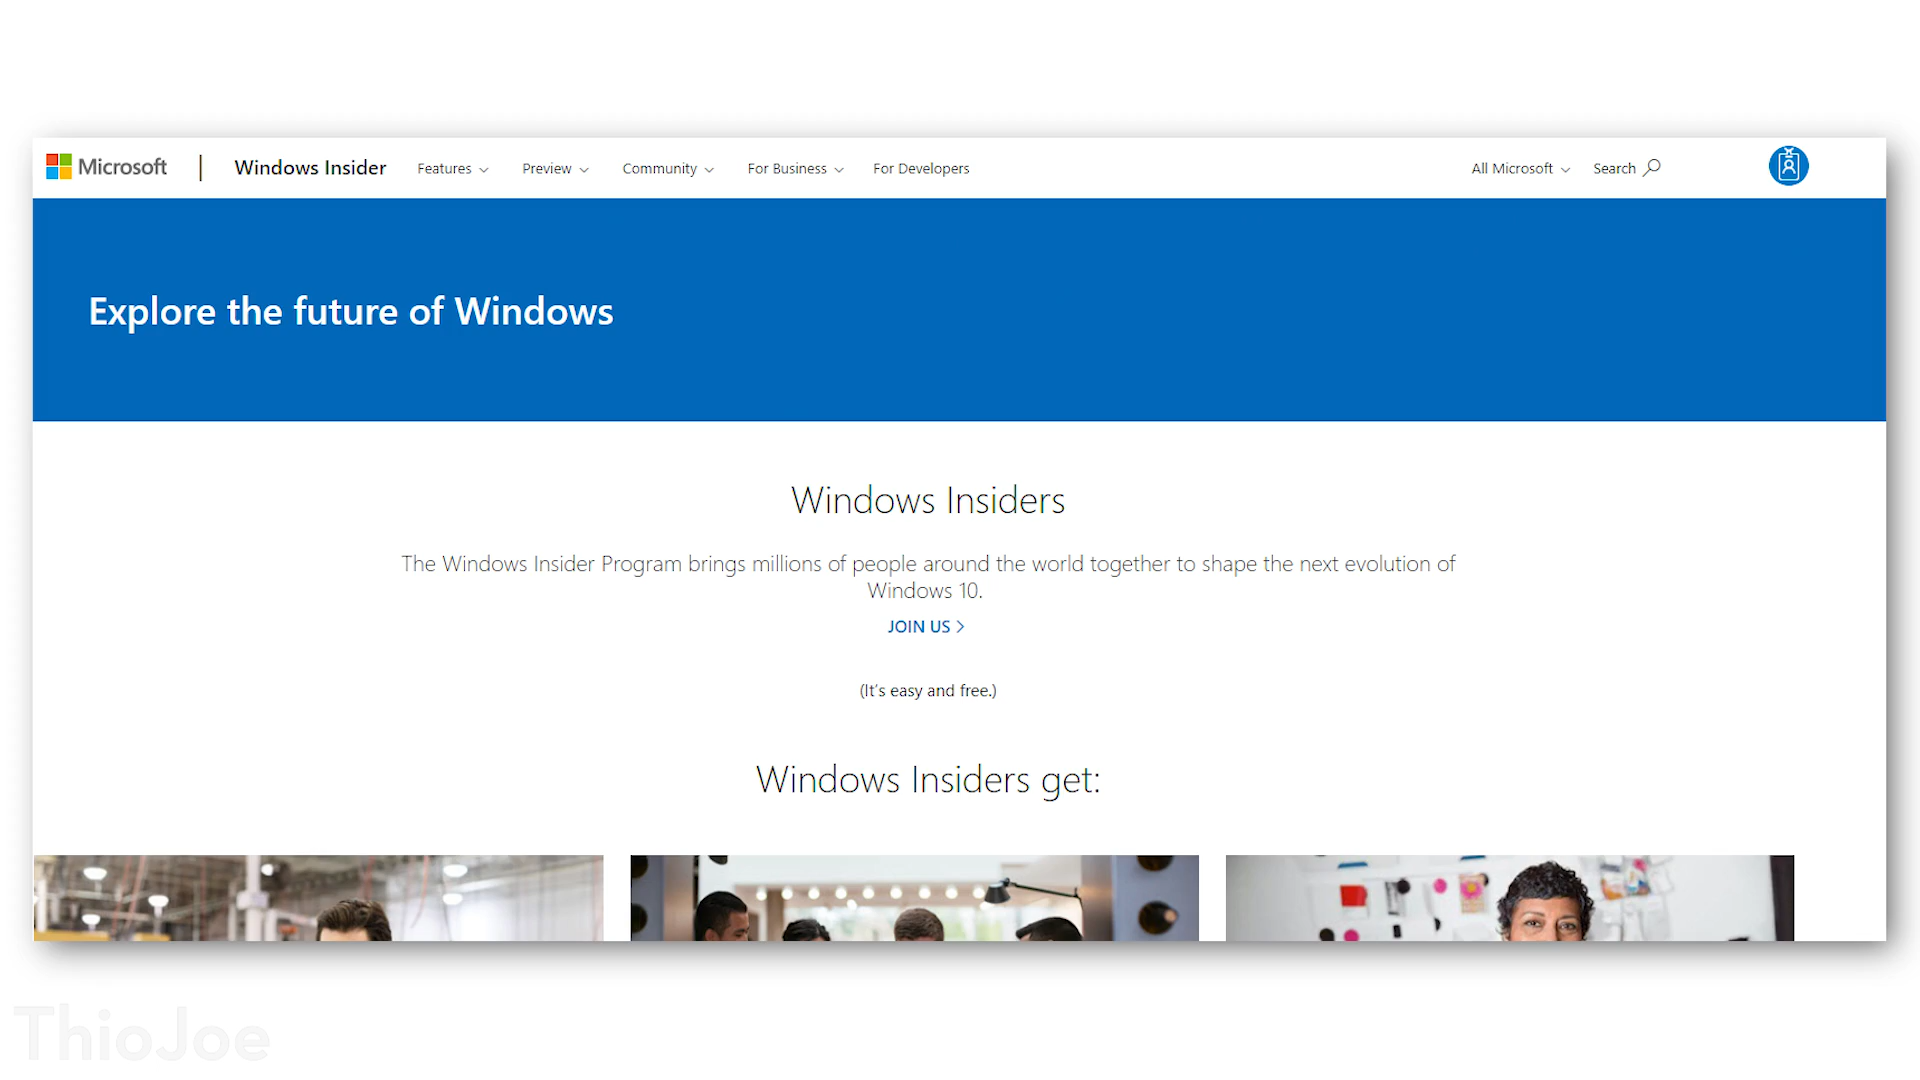 Microsoft
Windows Insider
Features
Preview
Community
For Business
For Developers
All Microsoft
Search
Explore the future of Windows
Windows Insiders
The Windows Insider Program brings millions of people around the world together to shape the next evolution of
Windows 10.
JOIN US
(It's easy and free.)
Windows Insiders get:
ThioJoe